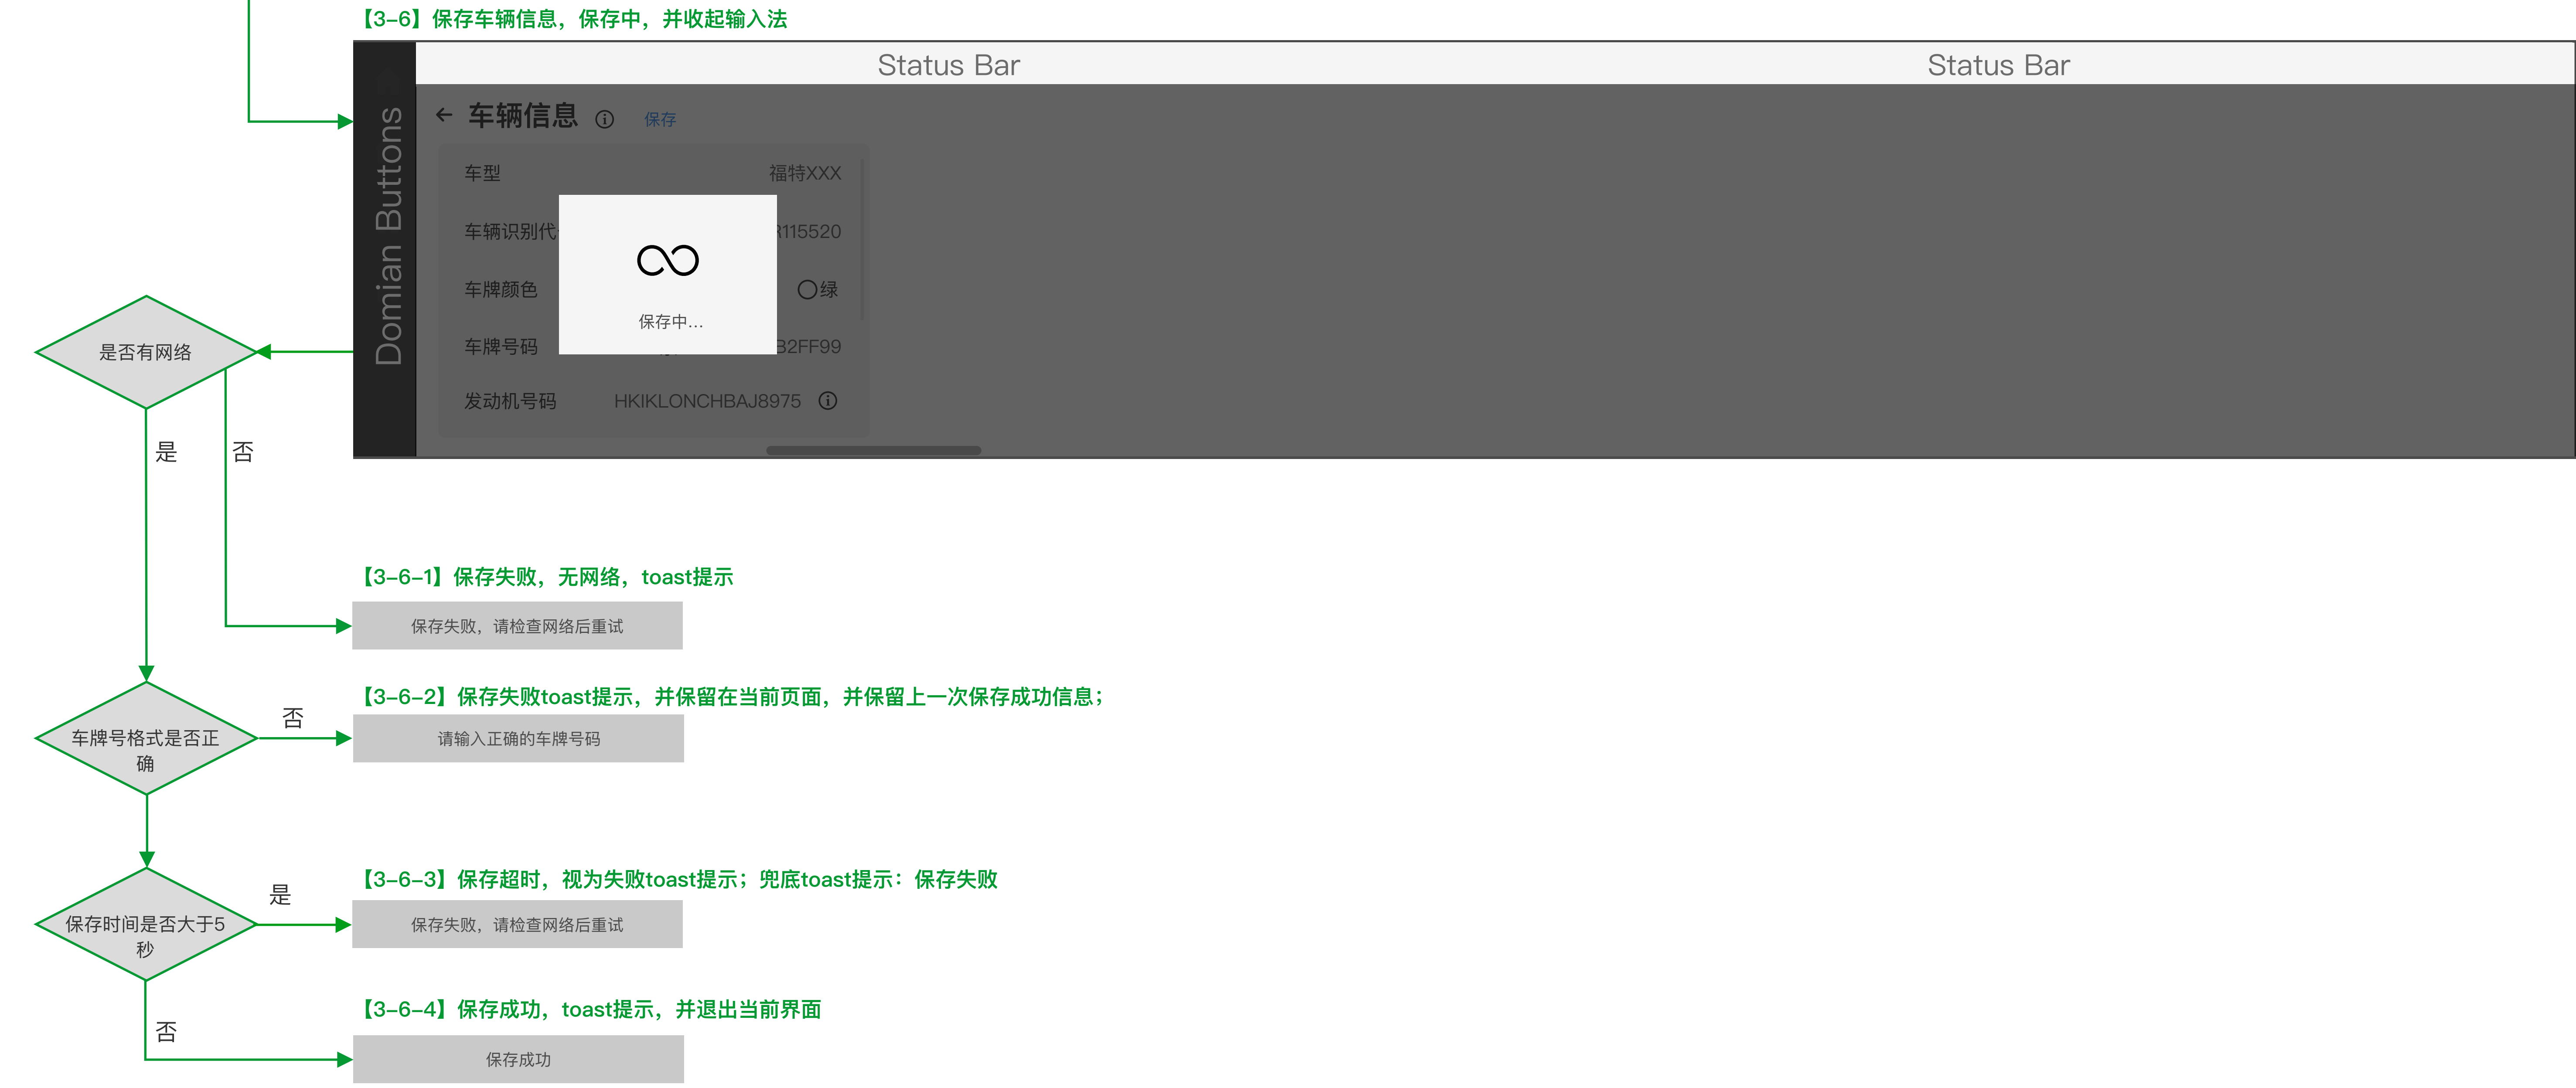 【3-6】保存车辆信息，保存中，并收起输入法
Status Bar
Status Bar
Domian Buttons
车辆信息
保存
车型
福特XXX
车辆识别代
115520
车牌颜色
绿
保存中...
车牌号码
B2FF99
发动机号码
HKIKLONCHBAJ8975
是否有网络
是
否
【3-6-1】保存失败，无网络，toast提示
保存失败，请检查网络后重试
【3-6-2】保存失败toast提示，并保留在当前页面，并保留上一次保存成功信息；
车牌号格式是否正
确
否
请输入正确的车牌号码
【3-6-3】保存超时，视为失败toast提示；兜底toast提示：保存失败
保存时间是否大于5
秒
是
保存失败，请检查网络后重试
【3-6-4】保存成功，toast提示，并退出当前界面
否
保存成功